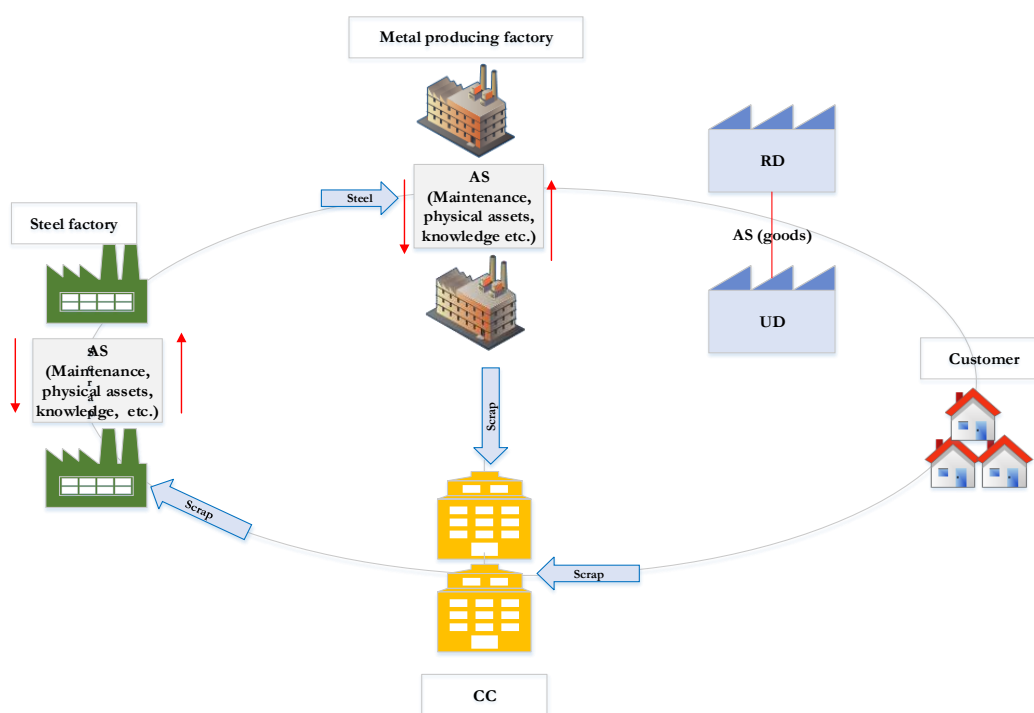 Metal producing factory
RD
AS
(Maintenance,
physical assets,
knowledge etc.)
Steel
Steel factory
AS (goods)
UD
Customer
AS
(Maintenance,
physical assets,
knowledge, etc.)
Scrap
Scrap
Scrap
Scrap
CC